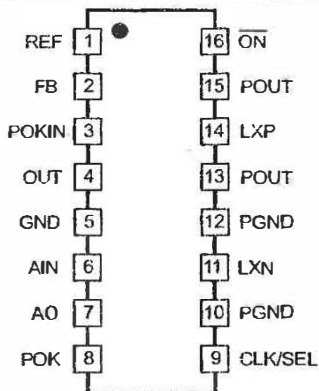 REF 1 16 O̅N̅
FB 2 15 POUT
POKIN 3 14 LXP
OUT 4 13 POUT
GND 5 12 PGND
AIN 6 11 LXN
AO 7 10 PGND
POK 8 9 CLK/SEL